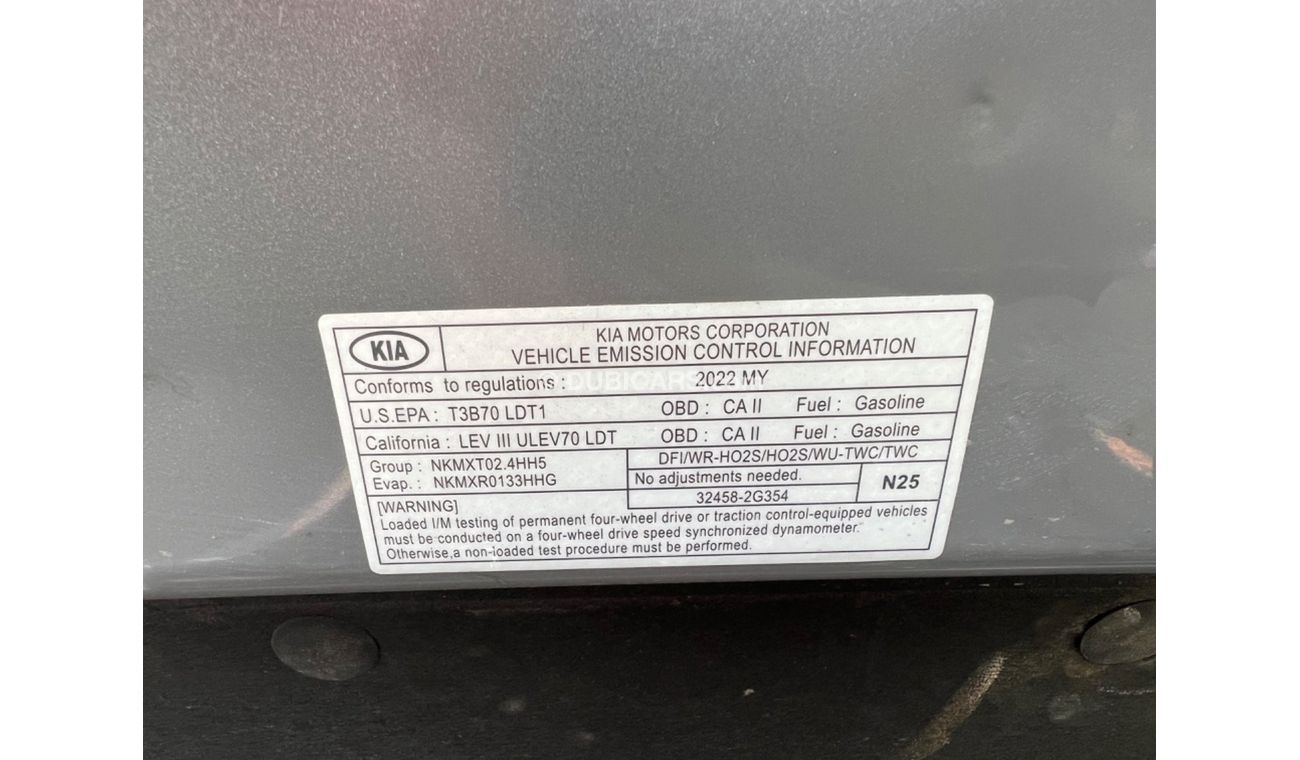 KIA
KIA MOTORS CORPORATION
VEHICLE EMISSION CONTROL INFORMATION
Conforms to regulations : 2022 MY
© DUBICARS.COM
U.S.EPA : T3B70 LDT1 OBD : CA II Fuel : Gasoline
California : LEV III ULEV70 LDT OBD : CA II Fuel : Gasoline
Group : NKMXT02.4HH5
Evap. : NKMXR0133HHG
DFI/WR-HO2S/HO2S/WU-TWC/TWC
No adjustments needed.
32458-2G354
N25
[WARNING]
Loaded I/M testing of permanent four-wheel drive or traction control-equipped vehicles
must be conducted on a four-wheel drive speed synchronized dynamometer.
Otherwise,a non-loaded test procedure must be performed.